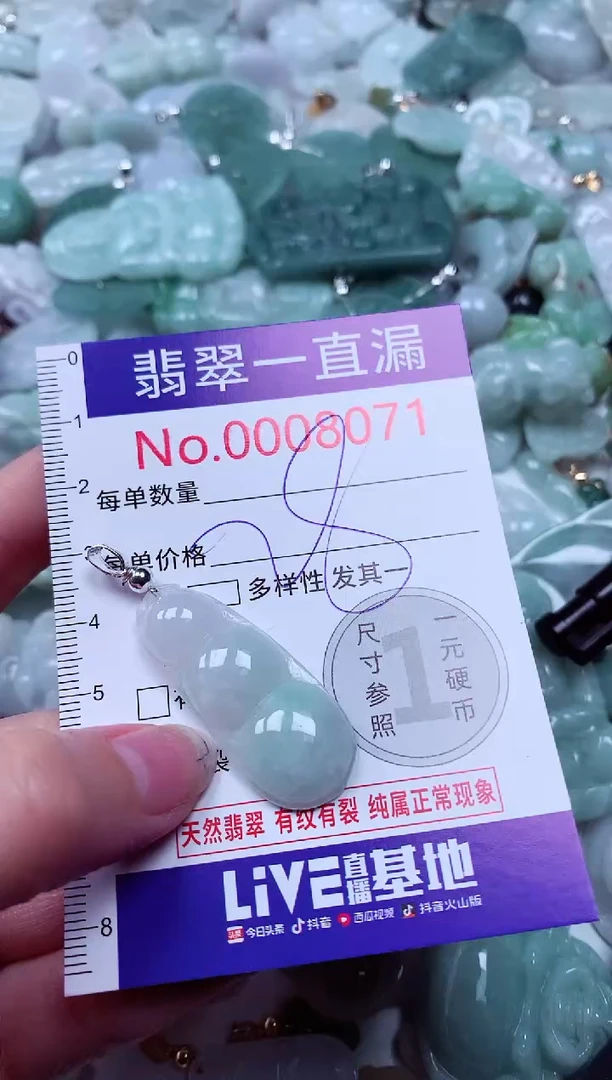 0
翡翠一直漏
1
No.0008071
2
每单数量
单价格
8
多样性 发其一
4
尺寸参照
1
一元硬币
5
天然翡翠 有纹有裂 纯属正常现象
LiVE直播基地
头条 今日头条 抖音 西瓜视频 抖音火山版
8